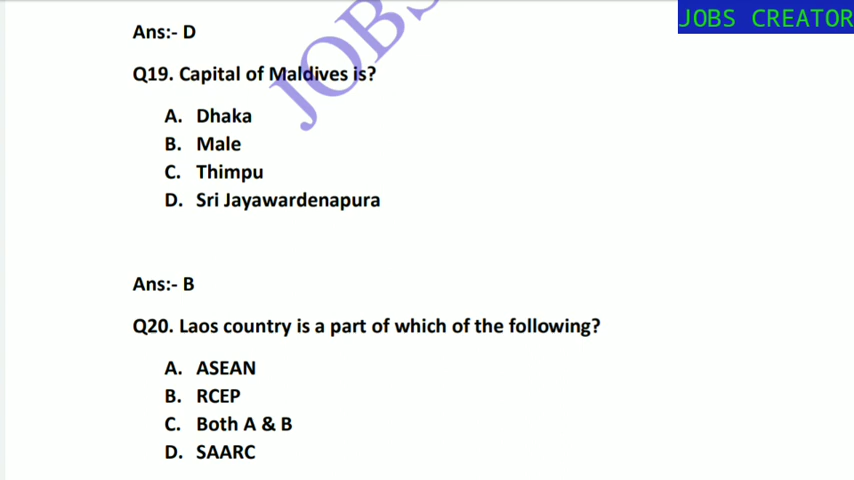 JOBS CREATOR
JOBS
Ans:- D
Q19. Capital of Maldives is?
A. Dhaka
B. Male
C. Thimpu
D. Sri Jayawardenapura
Ans:- B
Q20. Laos country is a part of which of the following?
A. ASEAN
B. RCEP
C. Both A & B
D. SAARC